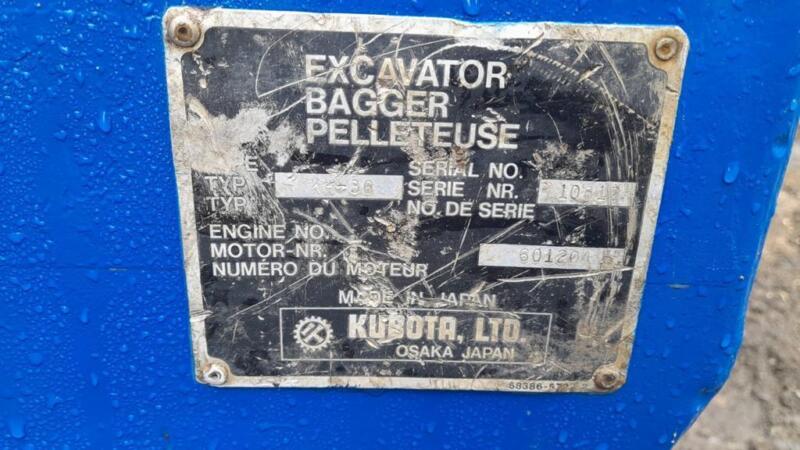 EXCAVATOR
BAGGER
PELLETEUSE
SERIAL NO.
TYP SERIE NR.
TYP NO. DE SERIE
ENGINE NO.
MOTOR-NR.
NUMÉRO DU MOTEUR
MADE IN JAPAN
KUBOTA, LTD.
OSAKA JAPAN